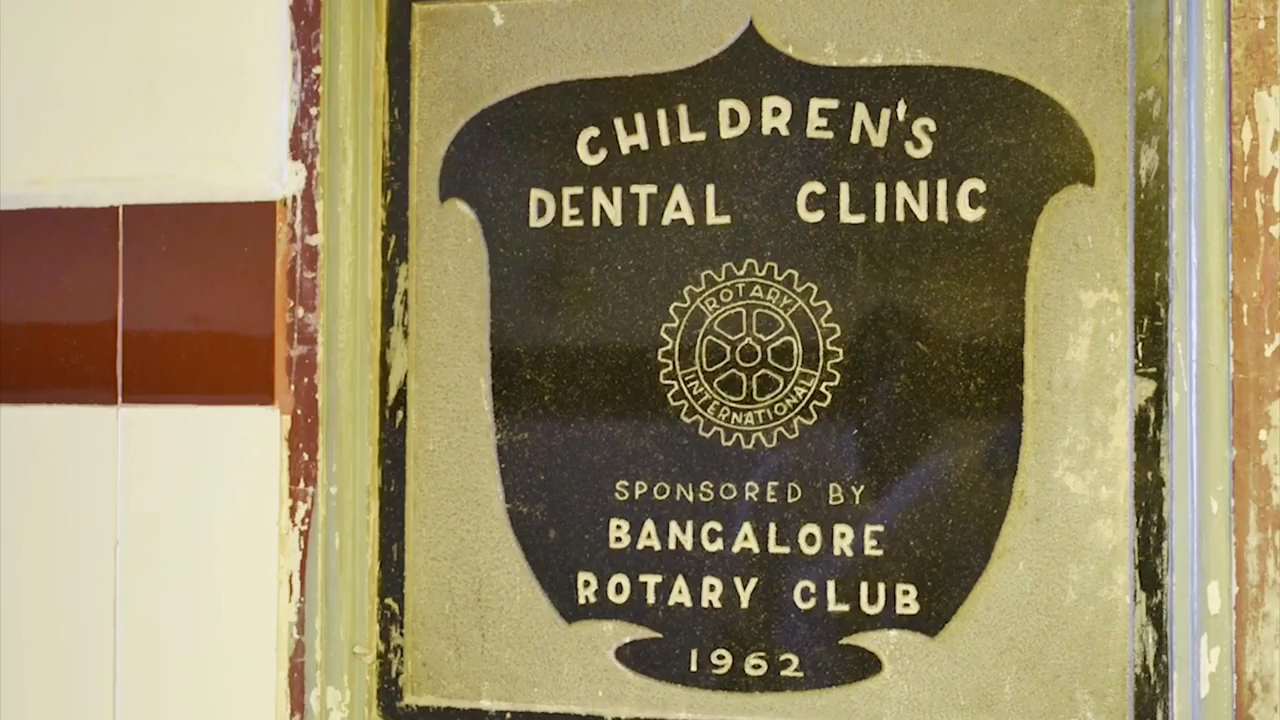 CHILDREN'S
DENTAL CLINIC
ROTARY
INTERNATIONAL
SPONSORED BY
BANGALORE
ROTARY CLUB
1962